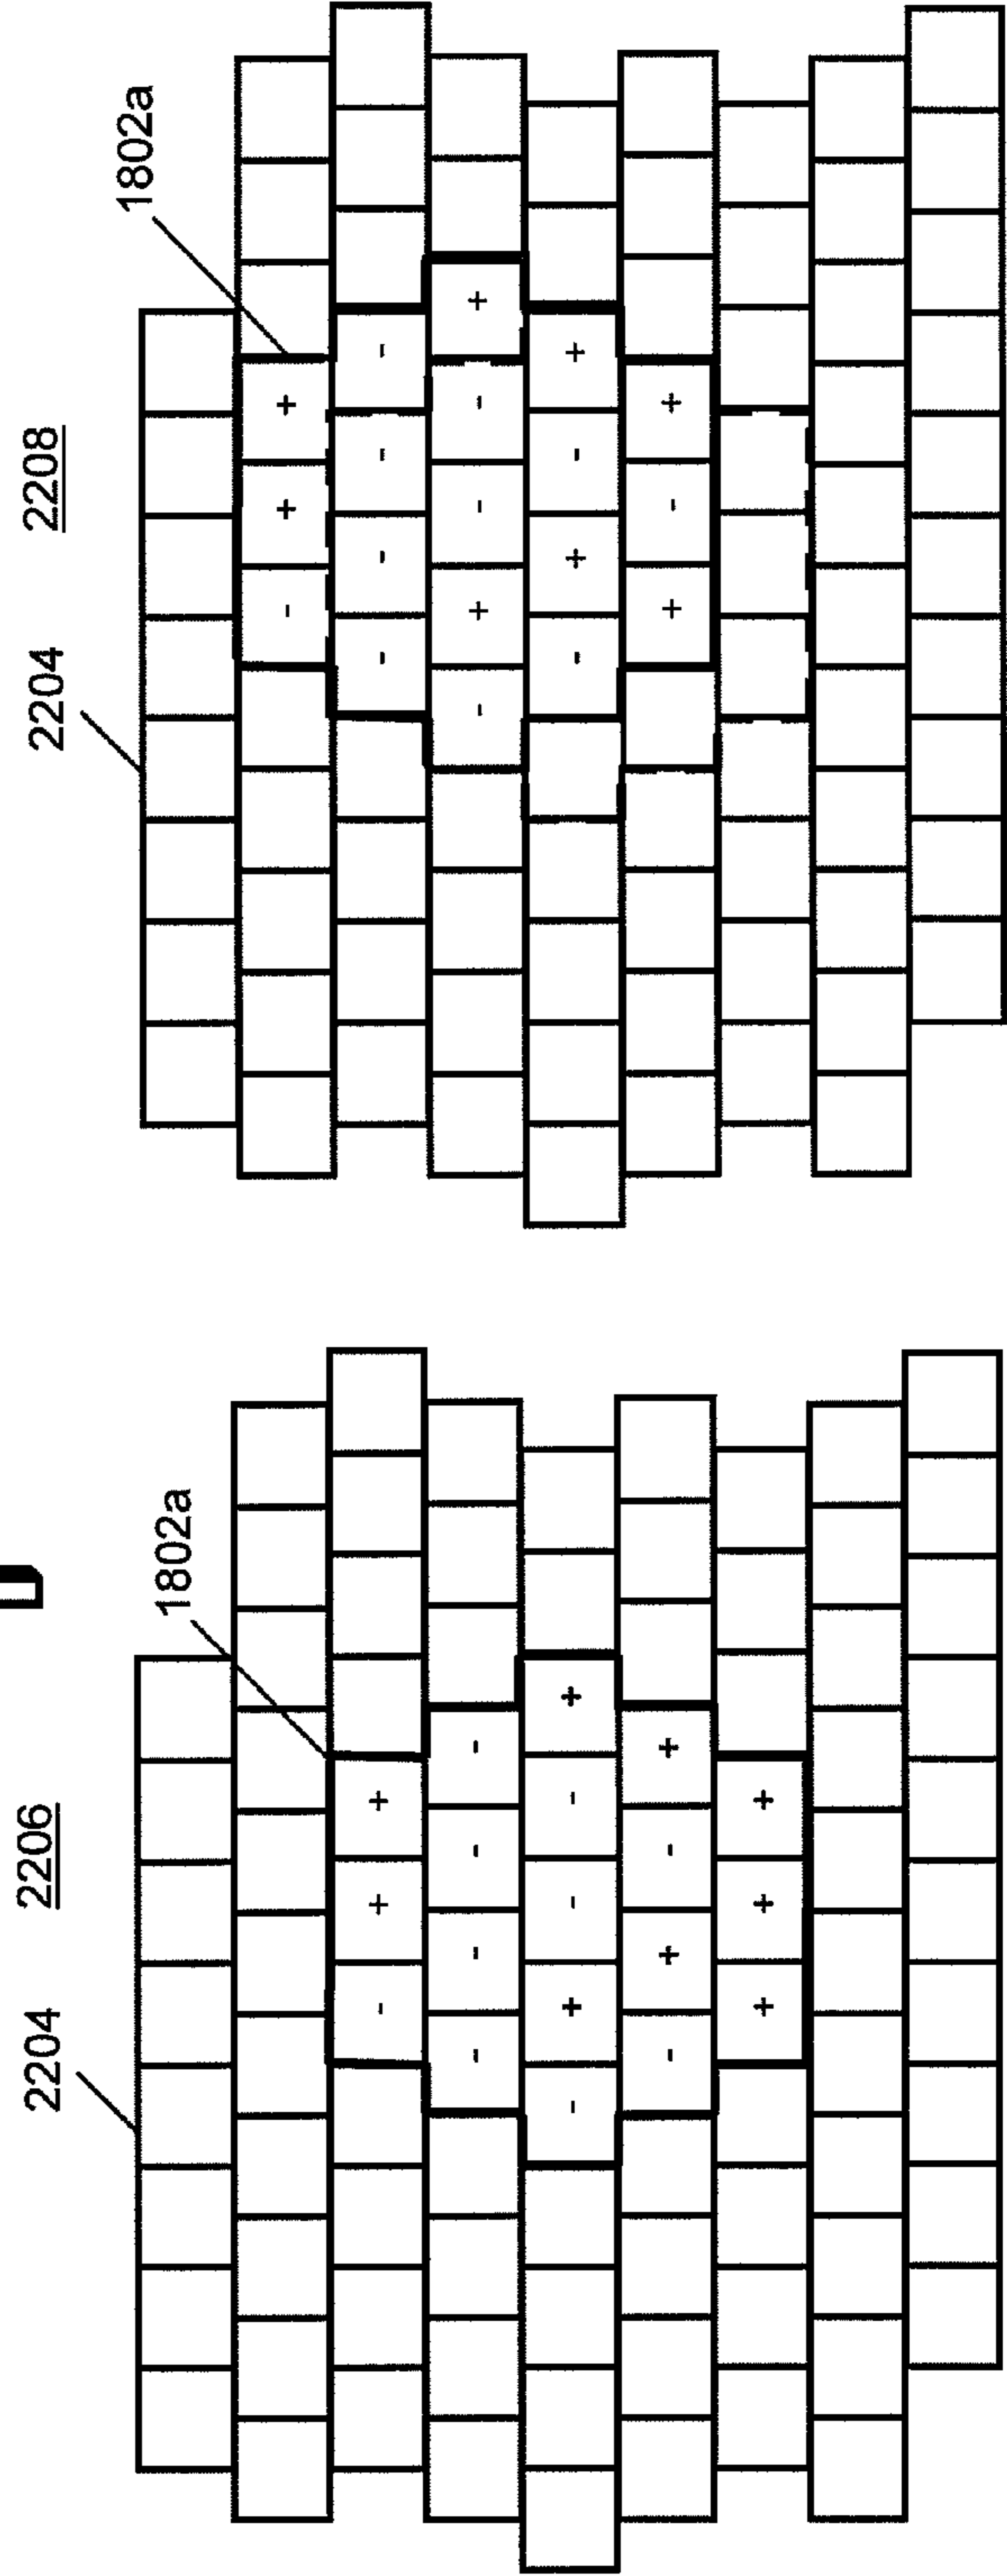 2204
2206
1802a
- + +
- - - -
- + - - +
- + - +
+ + +
2204
2208
1802a
- + +
- - - -
- + - - +
- + - +
+ - +